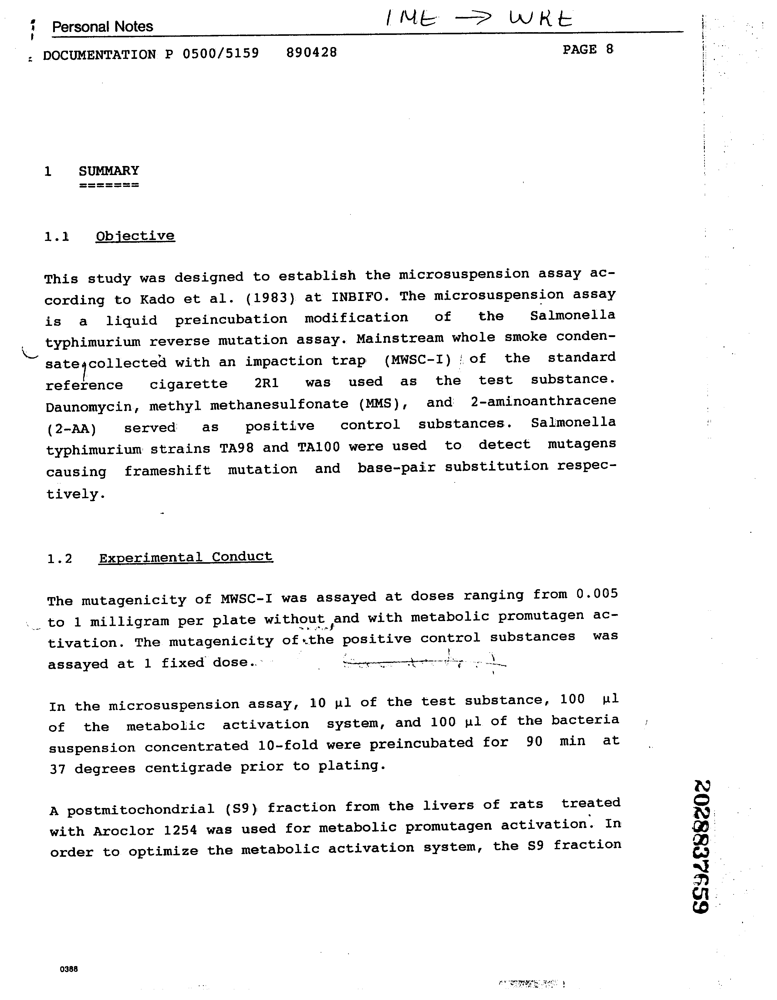 Personal Notes
IME → WRE
DOCUMENTATION P 0500/5159 890428 PAGE 8
1 SUMMARY
=======
1.1 Objective
This study was designed to establish the microsuspension assay ac-
cording to Kado et al. (1983) at INBIFO. The microsuspension assay
is a liquid preincubation modification of the Salmonella
typhimurium reverse mutation assay. Mainstream whole smoke conden-
sate collected with an impaction trap (MWSC-I) of the standard
reference cigarette 2R1 was used as the test substance.
Daunomycin, methyl methanesulfonate (MMS), and 2-aminoanthracene
(2-AA) served as positive control substances. Salmonella
typhimurium strains TA98 and TA100 were used to detect mutagens
causing frameshift mutation and base-pair substitution respec-
tively.
1.2 Experimental Conduct
The mutagenicity of MWSC-I was assayed at doses ranging from 0.005
to 1 milligram per plate without and with metabolic promutagen ac-
tivation. The mutagenicity of the positive control substances was
assayed at 1 fixed dose.
In the microsuspension assay, 10 µl of the test substance, 100 µl
of the metabolic activation system, and 100 µl of the bacteria
suspension concentrated 10-fold were preincubated for 90 min at
37 degrees centigrade prior to plating.
A postmitochondrial (S9) fraction from the livers of rats treated
with Aroclor 1254 was used for metabolic promutagen activation. In
order to optimize the metabolic activation system, the S9 fraction
2028837659
0388